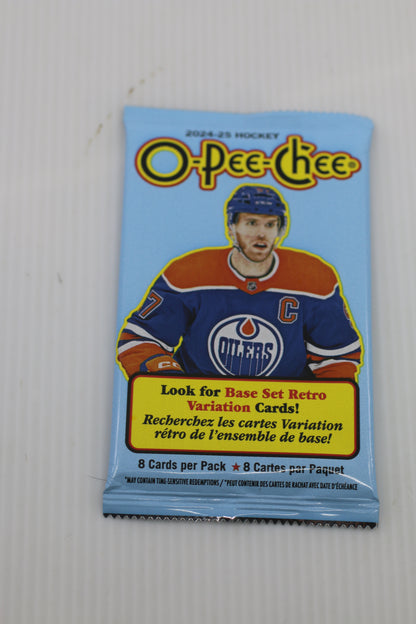 2024-25 HOCKEY
O-Pee-Chee®
7
C
OILERS
Look for Base Set Retro
Variation Cards!
Recherchez les cartes Variation
rétro de l'ensemble de base!
8 Cards per Pack ★ 8 Cartes par Paquet
*MAY CONTAIN TIME-SENSITIVE REDEMPTIONS / *PEUT CONTENIR DES CARTES DE RACHAT AVEC DATE D'ÉCHÉANCE